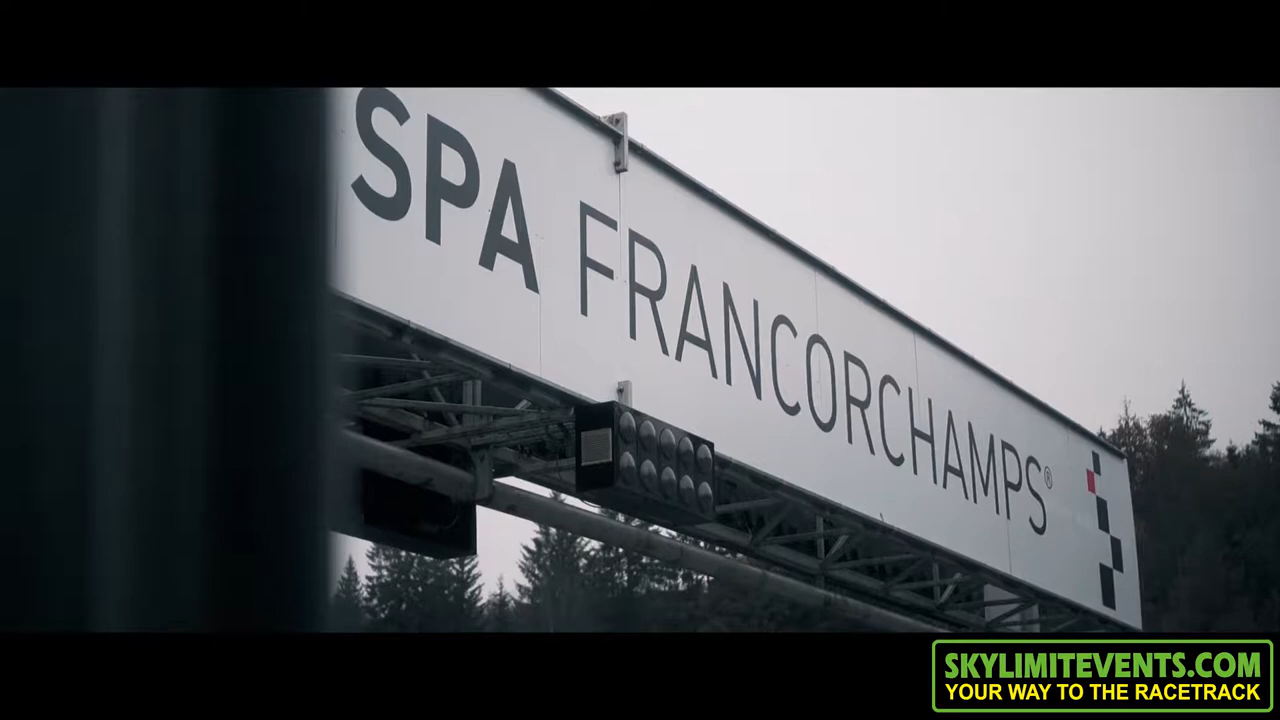 SPA FRANCORCHAMPS®
SKYLIMITEVENTS.COM
YOUR WAY TO THE RACETRACK